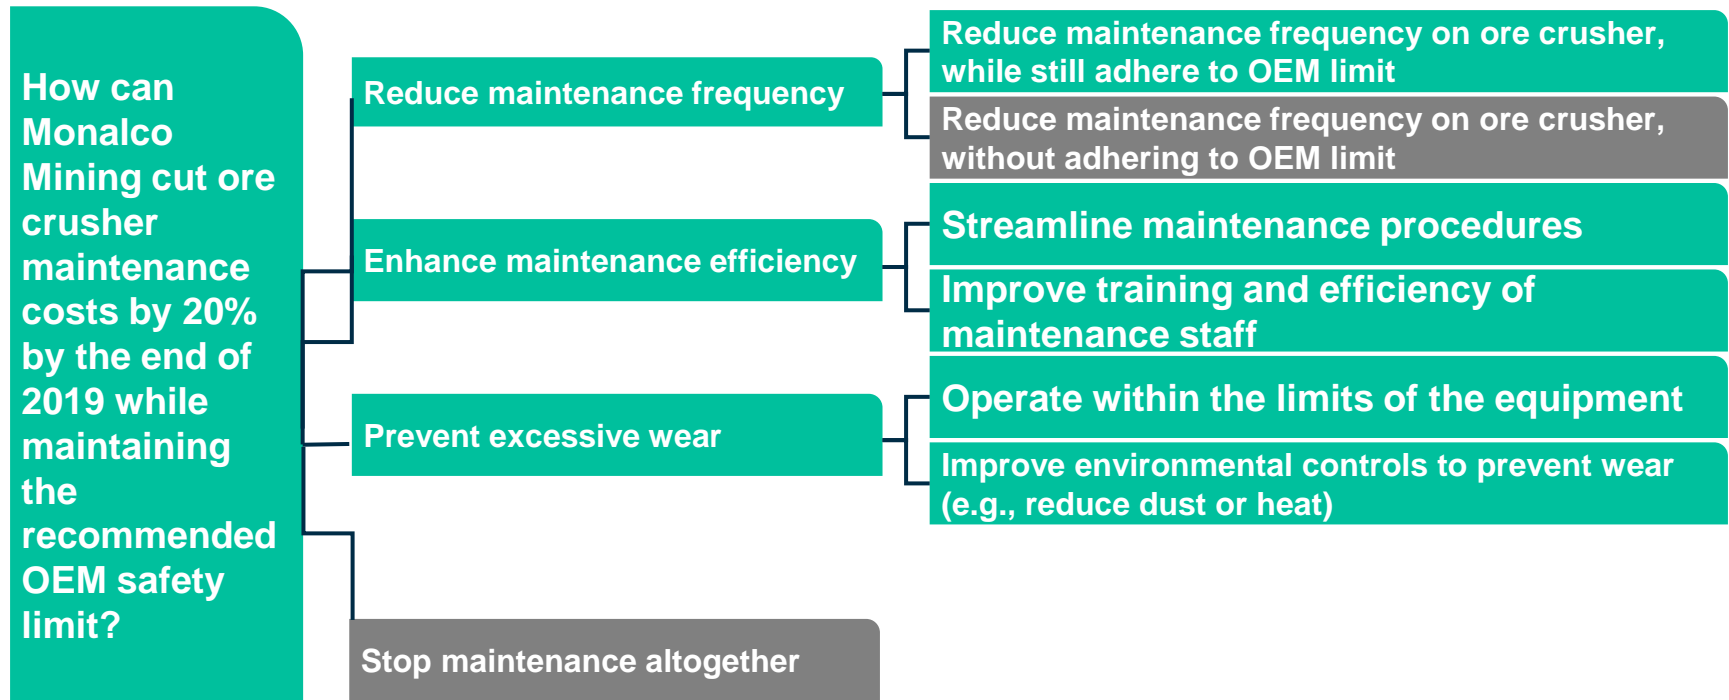 How can
Monalco
Mining cut ore
crusher
maintenance
costs by 20%
by the end of
2019 while
maintaining
the
recommended
OEM safety
limit?
Reduce maintenance frequency
Reduce maintenance frequency on ore crusher,
while still adhere to OEM limit
Reduce maintenance frequency on ore crusher,
without adhering to OEM limit
Enhance maintenance efficiency
Streamline maintenance procedures
Improve training and efficiency of
maintenance staff
Prevent excessive wear
Operate within the limits of the equipment
Improve environmental controls to prevent wear
(e.g., reduce dust or heat)
Stop maintenance altogether